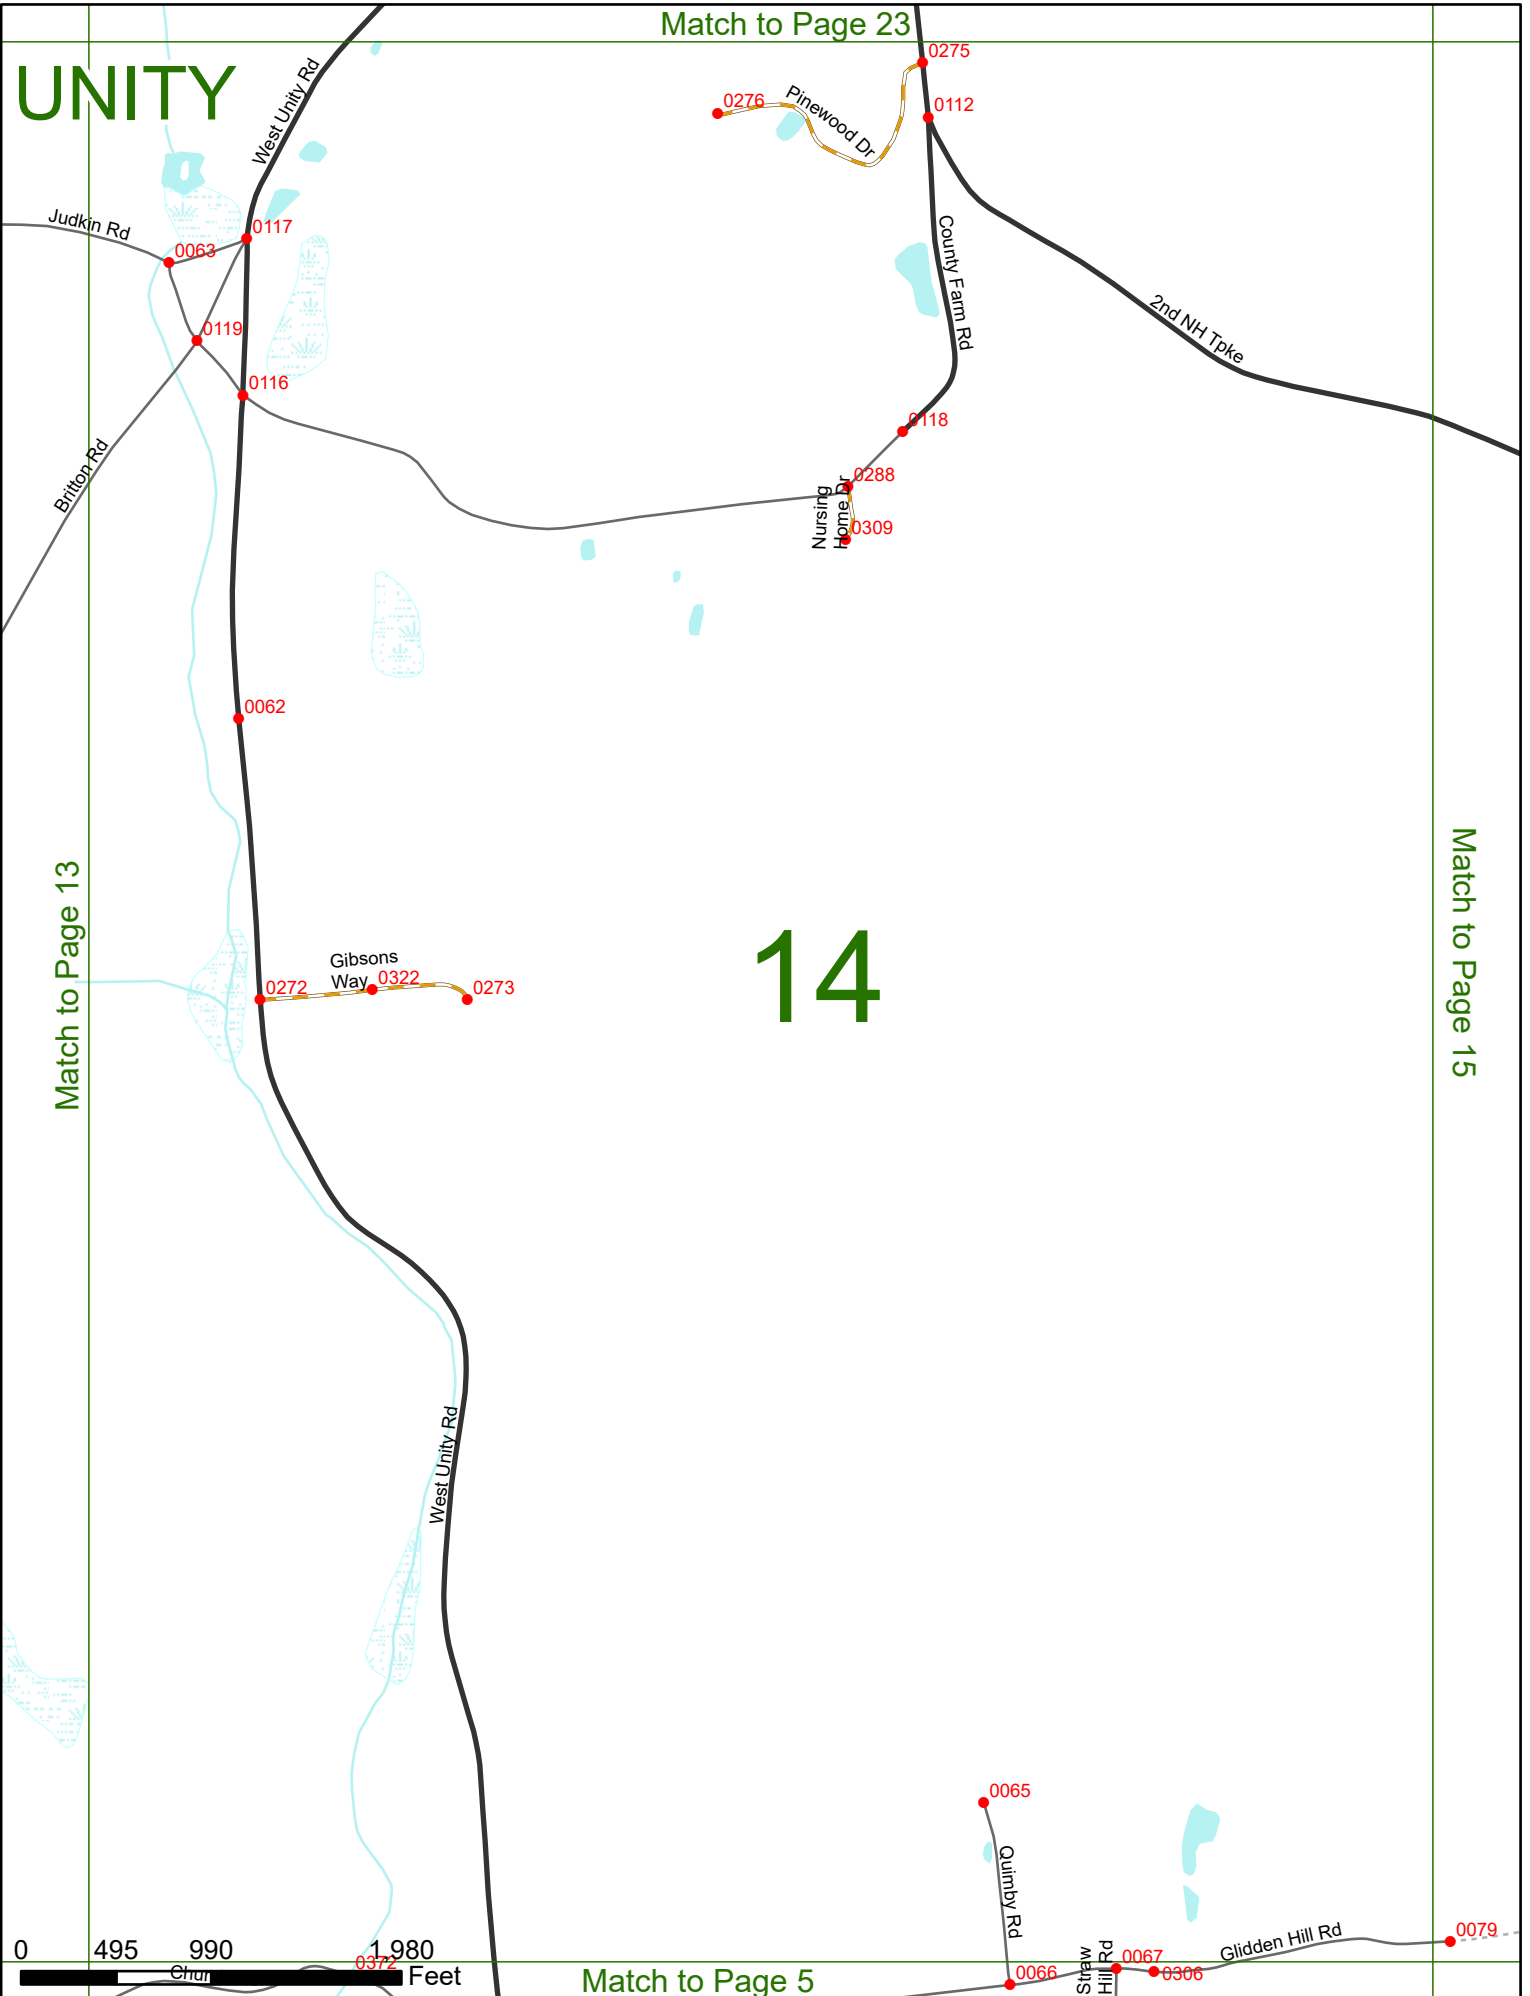 Match to Page 23
UNITY
West Unity Rd
0275
0276
Pinewood Dr
0112
Judkin Rd
0117
0063
County Farm Rd
2nd NH Tpke
0119
0116
0118
Britton Rd
0288
Nursing
Home Dr
0309
0062
Match to Page 13
Match to Page 15
14
Gibsons
Way
0322
0272
0273
West Unity Rd
0065
Quimby Rd
0079
Glidden Hill Rd
Straw
Hill Rd
0067
0306
0066
0 495 990 1,980
0372
Feet
Chur
Match to Page 5